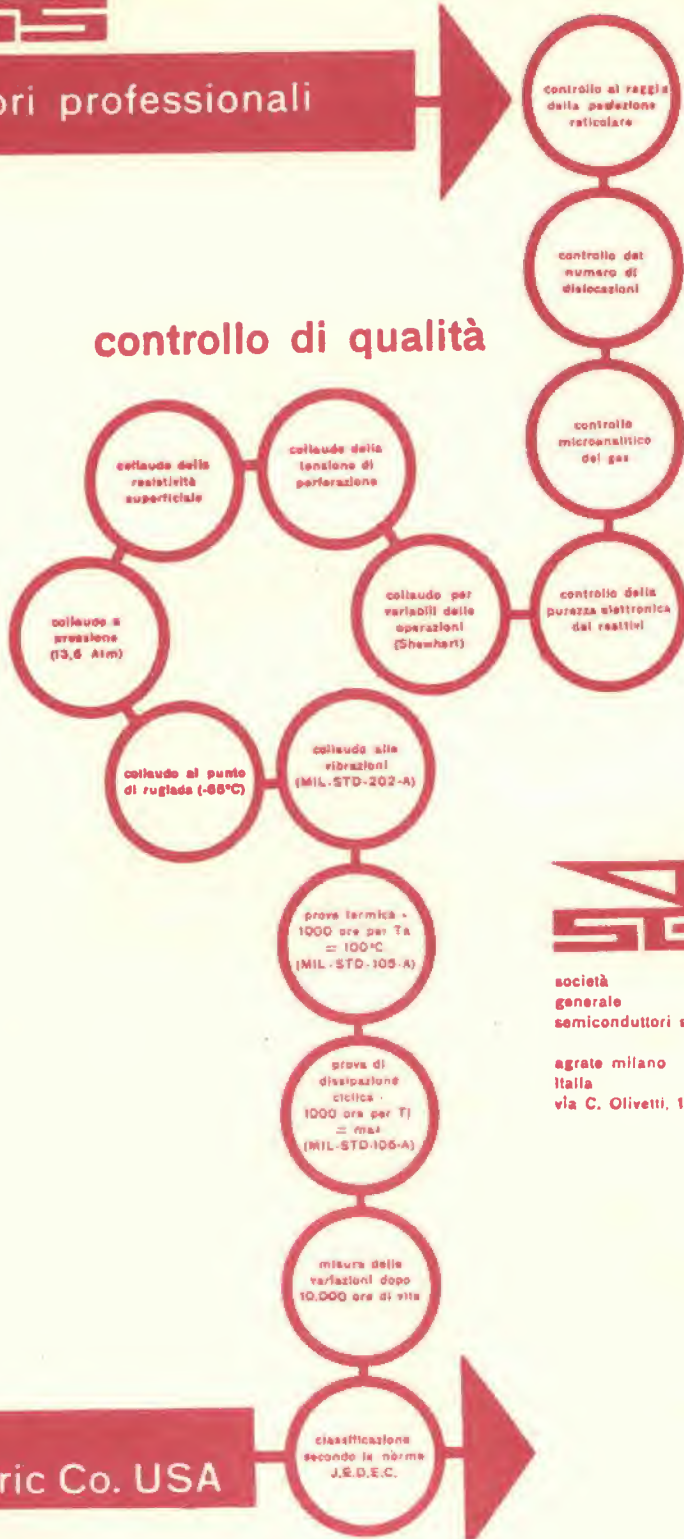 SGS
ori professionali
controllo ai raggi
della perfezione
reticolare
controllo del
numero di
dislocazioni
controllo
microanalitico
dei gas
controllo della
purezza elettronica
dei reattivi
controllo di qualità
collaudo per
variabili delle
operazioni
(Shewhart)
collaudo della
tensione di
perforazione
collaudo della
resistività
superficiale
collaudo a
pressione
(13,6 Atm)
collaudo al punto
di rugiada (-65°C)
collaudo alle
vibrazioni
(MIL-STD-202-A)
prova termica -
1000 ore per Ta
= 100°C
(MIL-STD-105-A)
prova di
dissipazione
ciclica -
1000 ore per Tj
= max
(MIL-STD-105-A)
misura delle
variazioni dopo
10.000 ore di vita
classificazione
secondo le norme
J.E.D.E.C.
società
generale
semiconduttori s
agrate milano
italia
via C. Olivetti, 1
ric Co. USA